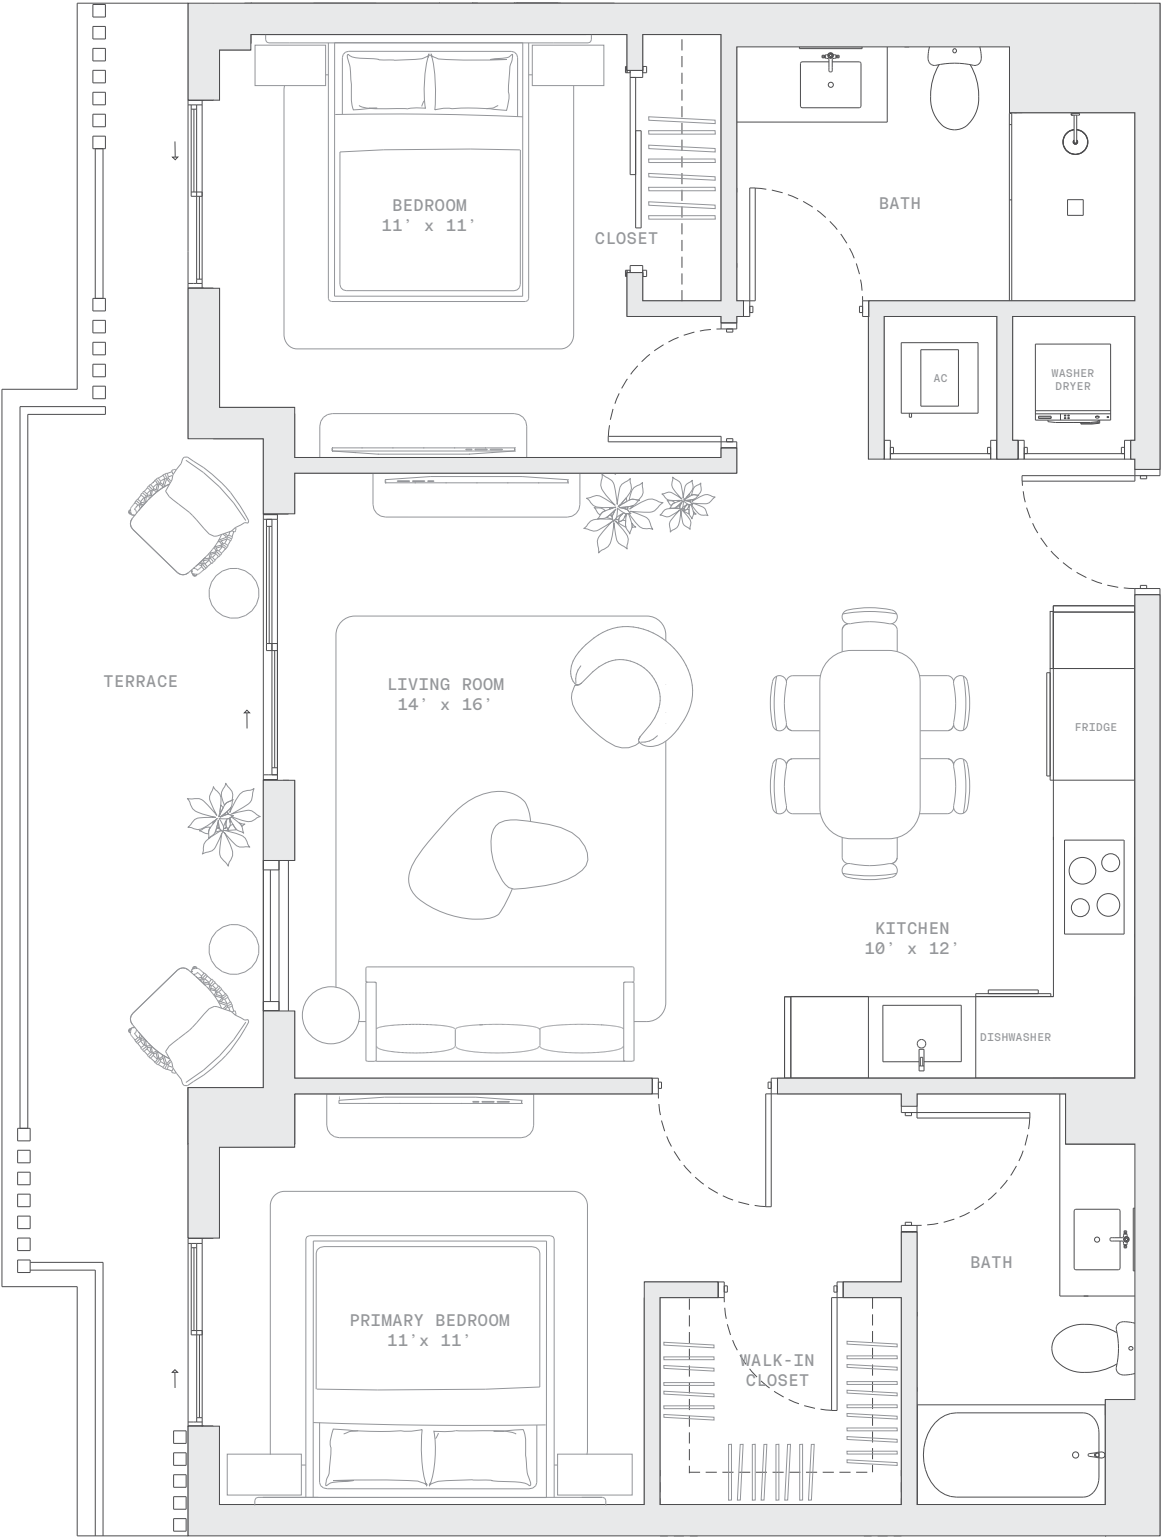 BEDROOM
11' x 11'
CLOSET
BATH
AC
WASHER
DRYER
TERRACE
LIVING ROOM
14' x 16'
FRIDGE
KITCHEN
10' x 12'
DISHWASHER
BATH
PRIMARY BEDROOM
11'x 11'
WALK-IN
CLOSET